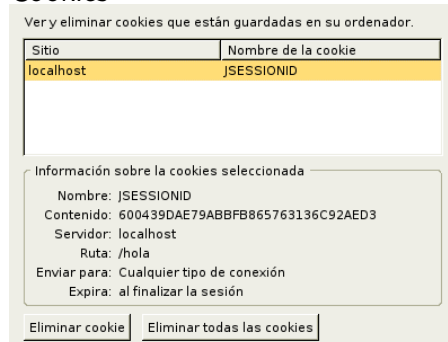 Cookies
Ver y eliminar cookies que están guardadas en su ordenador.
Sitio Nombre de la cookie
localhost JSESSIONID
Información sobre la cookies seleccionada
Nombre: JSESSIONID
Contenido: 600439DAE79ABBFB865763136C92AED3
Servidor: localhost
Ruta: /hola
Enviar para: Cualquier tipo de conexión
Expira: al finalizar la sesión
Eliminar cookie Eliminar todas las cookies